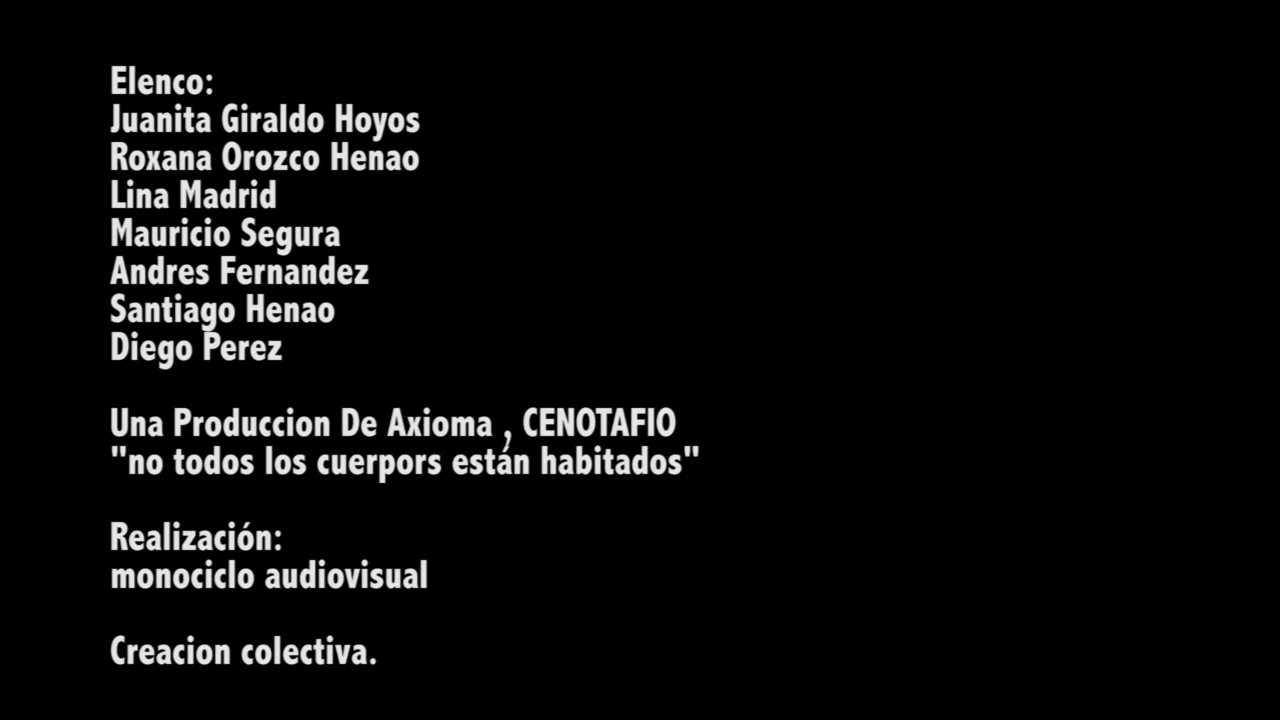 Elenco:
Juanita Giraldo Hoyos
Roxana Orozco Henao
Lina Madrid
Mauricio Segura
Andres Fernandez
Santiago Henao
Diego Perez
Una Produccion De Axioma , CENOTAFIO
"no todos los cuerpors están habitados"
Realización:
monociclo audiovisual
Creacion colectiva.